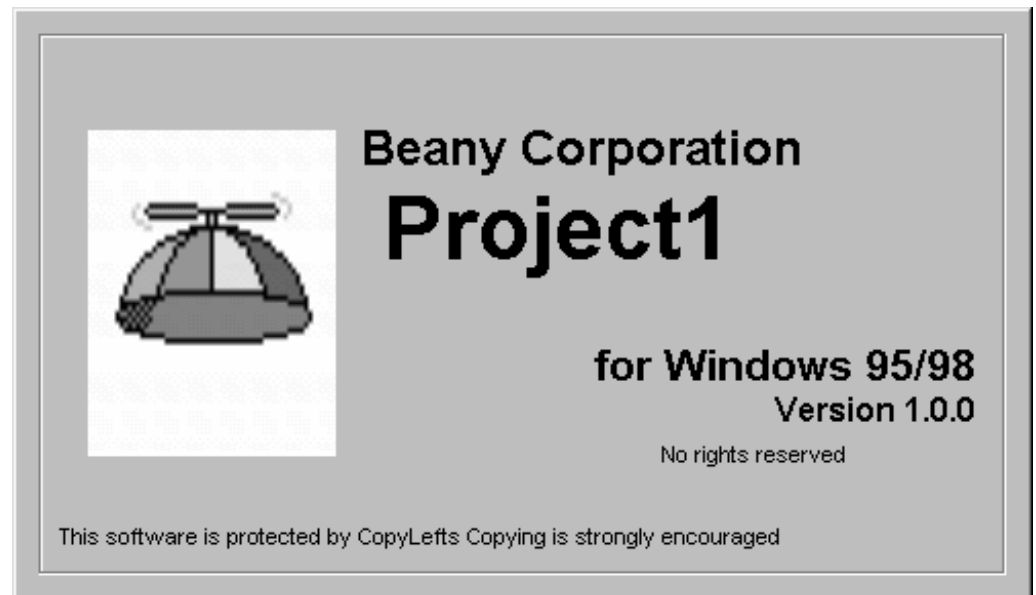 Beany Corporation
Project1
for Windows 95/98
Version 1.0.0
No rights reserved
This software is protected by CopyLefts Copying is strongly encouraged